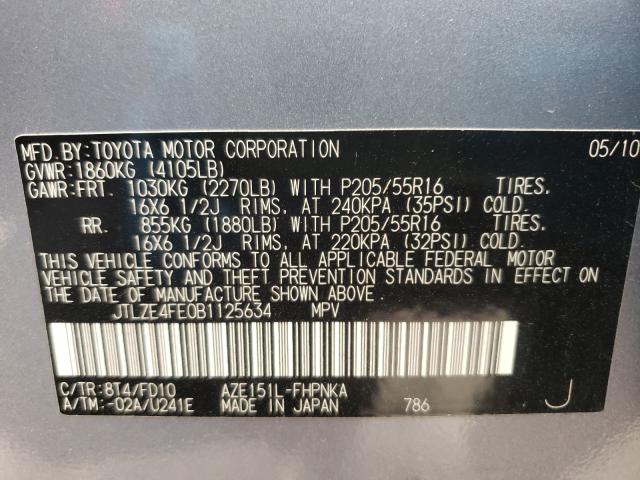 MFD. BY: TOYOTA MOTOR CORPORATION 05/10
GVWR: 1860KG (4105LB)
GAWR: FRT. 1030KG (2270LB) WITH P205/55R16 TIRES.
16X6 1/2J RIMS, AT 240KPA (35PSI) COLD.
RR. 855KG (1880LB) WITH P205/55R16 TIRES.
16X6 1/2J RIMS, AT 220KPA (32PSI) COLD.
THIS VEHICLE CONFORMS TO ALL APPLICABLE FEDERAL MOTOR
VEHICLE SAFETY AND THEFT PREVENTION STANDARDS IN EFFECT ON
THE DATE OF MANUFACTURE SHOWN ABOVE.
JTLZE4FE0B1125634 MPV
C/TR: 8T4/FD10 AZE151L-FHPNKA
A/TM: -02A/U241E MADE IN JAPAN 786 J